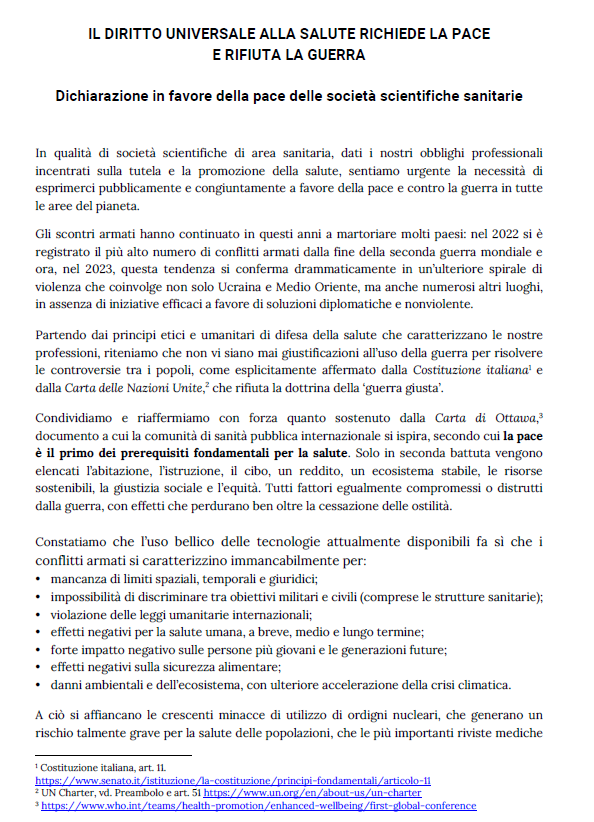 IL DIRITTO UNIVERSALE ALLA SALUTE RICHIEDE LA PACE
E RIFIUTA LA GUERRA
Dichiarazione in favore della pace delle società scientifiche sanitarie
In qualità di società scientifiche di area sanitaria, dati i nostri obblighi professionali
incentrati sulla tutela e la promozione della salute, sentiamo urgente la necessità di
esprimerci pubblicamente e congiuntamente a favore della pace e contro la guerra in tutte
le aree del pianeta.
Gli scontri armati hanno continuato in questi anni a martoriare molti paesi: nel 2022 si è
registrato il più alto numero di conflitti armati dalla fine della seconda guerra mondiale e
ora, nel 2023, questa tendenza si conferma drammaticamente in un'ulteriore spirale di
violenza che coinvolge non solo Ucraina e Medio Oriente, ma anche numerosi altri luoghi,
in assenza di iniziative efficaci a favore di soluzioni diplomatiche e nonviolente.
Partendo dai principi etici e umanitari di difesa della salute che caratterizzano le nostre
professioni, riteniamo che non vi siano mai giustificazioni all'uso della guerra per risolvere
le controversie tra i popoli, come esplicitamente affermato dalla Costituzione italiana¹ e
dalla Carta delle Nazioni Unite,² che rifiuta la dottrina della 'guerra giusta'.
Condividiamo e riaffermiamo con forza quanto sostenuto dalla Carta di Ottawa,³
documento a cui la comunità di sanità pubblica internazionale si ispira, secondo cui la pace
è il primo dei prerequisiti fondamentali per la salute. Solo in seconda battuta vengono
elencati l'abitazione, l'istruzione, il cibo, un reddito, un ecosistema stabile, le risorse
sostenibili, la giustizia sociale e l'equità. Tutti fattori egualmente compromessi o distrutti
dalla guerra, con effetti che perdurano ben oltre la cessazione delle ostilità.
Constatiamo che l'uso bellico delle tecnologie attualmente disponibili fa sì che i
conflitti armati si caratterizzino immancabilmente per:
• mancanza di limiti spaziali, temporali e giuridici;
• impossibilità di discriminare tra obiettivi militari e civili (comprese le strutture sanitarie);
• violazione delle leggi umanitarie internazionali;
• effetti negativi per la salute umana, a breve, medio e lungo termine;
• forte impatto negativo sulle persone più giovani e le generazioni future;
• effetti negativi sulla sicurezza alimentare;
• danni ambientali e dell'ecosistema, con ulteriore accelerazione della crisi climatica.
A ciò si affiancano le crescenti minacce di utilizzo di ordigni nucleari, che generano un
rischio talmente grave per la salute delle popolazioni, che le più importanti riviste mediche
¹ Costituzione italiana, art. 11.
https://www.senato.it/istituzione/la-costituzione/principi-fondamentali/articolo-11
² UN Charter, vd. Preambolo e art. 51 https://www.un.org/en/about-us/un-charter
³ https://www.who.int/teams/health-promotion/enhanced-wellbeing/first-global-conference